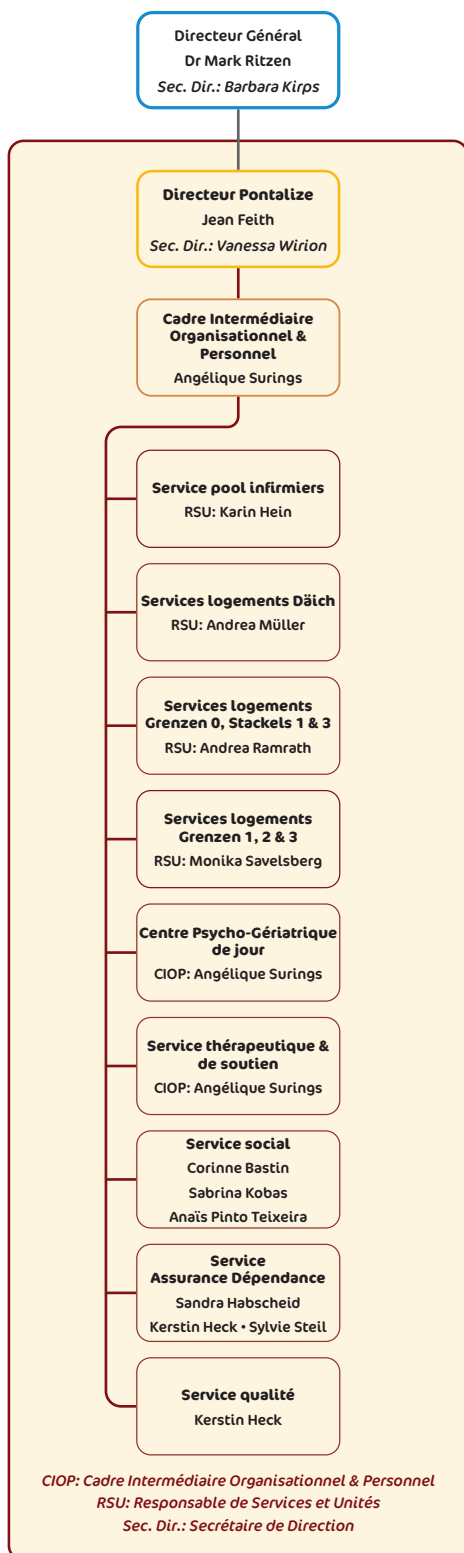 Directeur Général
Dr Mark Ritzen
Sec. Dir.: Barbara Kirps
Directeur Pontalize
Jean Feith
Sec. Dir.: Vanessa Wirion
Cadre Intermédiaire
Organisationnel &
Personnel
Angélique Surings
Service pool infirmiers
RSU: Karin Hein
Services logements Däich
RSU: Andrea Müller
Services logements
Grenzen 0, Stackels 1 & 3
RSU: Andrea Ramrath
Services logements
Grenzen 1, 2 & 3
RSU: Monika Savelsberg
Centre Psycho-Gériatrique
de jour
CIOP: Angélique Surings
Service thérapeutique &
de soutien
CIOP: Angélique Surings
Service social
Corinne Bastin
Sabrina Kobas
Anaïs Pinto Teixeira
Service
Assurance Dépendance
Sandra Habscheid
Kerstin Heck • Sylvie Steil
Service qualité
Kerstin Heck
CIOP: Cadre Intermédiaire Organisationnel & Personnel
RSU: Responsable de Services et Unités
Sec. Dir.: Secrétaire de Direction